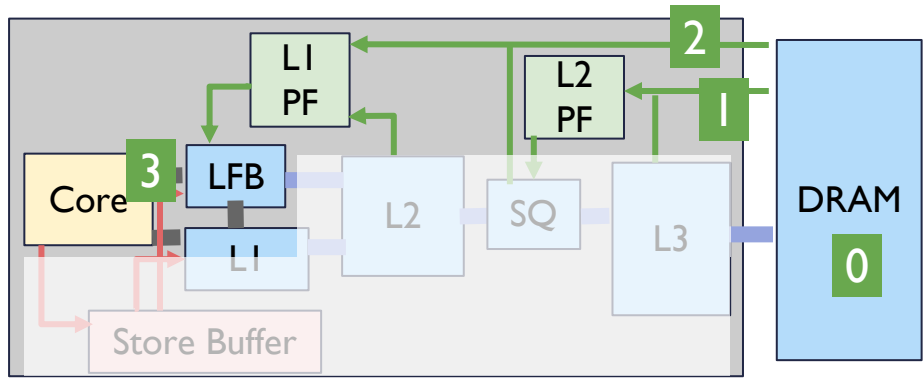 2
L1
PF
L2
PF
1
3
LFB
Core
L2
SQ
L3
DRAM
L1
0
Store Buffer